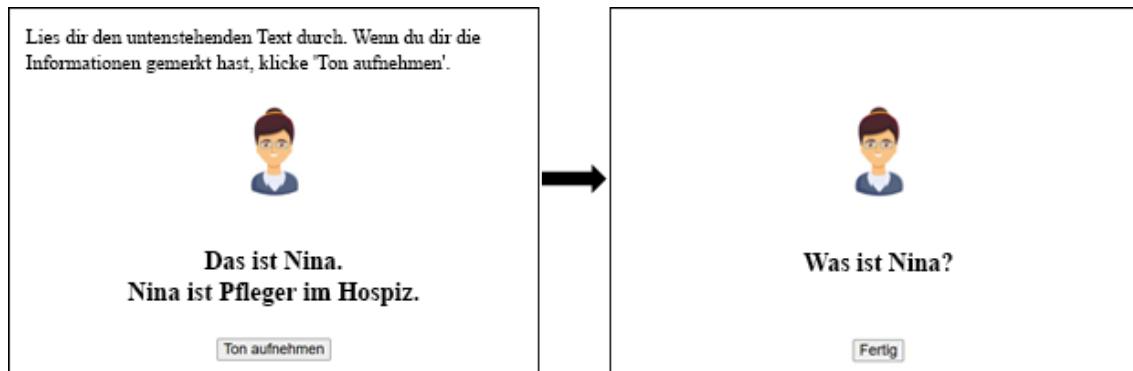 Lies dir den untenstehenden Text durch. Wenn du dir die
Informationen gemerkt hast, klicke 'Ton aufnehmen'.
Das ist Nina.
Nina ist Pfleger im Hospiz.
Ton aufnehmen
Was ist Nina?
Fertig